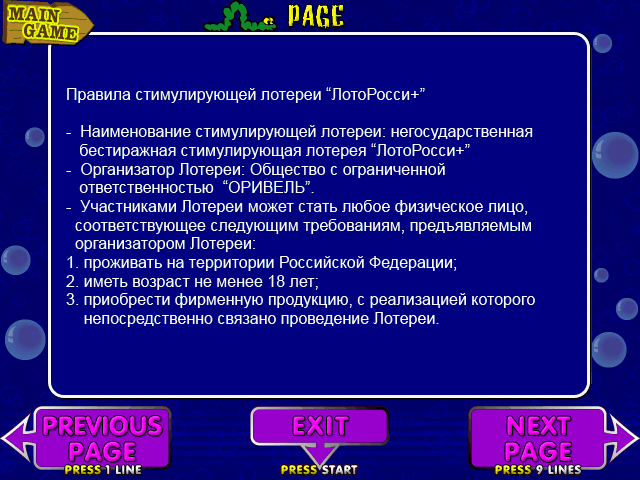 MAIN
GAME
PAGE
Правила стимулирующей лотереи “ЛотоРосси+”
- Наименование стимулирующей лотереи: негосударственная
бестиражная стимулирующая лотерея “ЛотоРосси+”
- Организатор Лотереи: Общество с ограниченной
ответственностью “ОРИВЕЛЬ”.
- Участниками Лотереи может стать любое физическое лицо,
соответствующее следующим требованиям, предъявляемым
организатором Лотереи:
1. проживать на территории Российской Федерации;
2. иметь возраст не менее 18 лет;
3. приобрести фирменную продукцию, с реализацией которого
непосредственно связано проведение Лотереи.
PREVIOUS
PAGE
PRESS 1 LINE
EXIT
PRESS START
NEXT
PAGE
PRESS 9 LINES